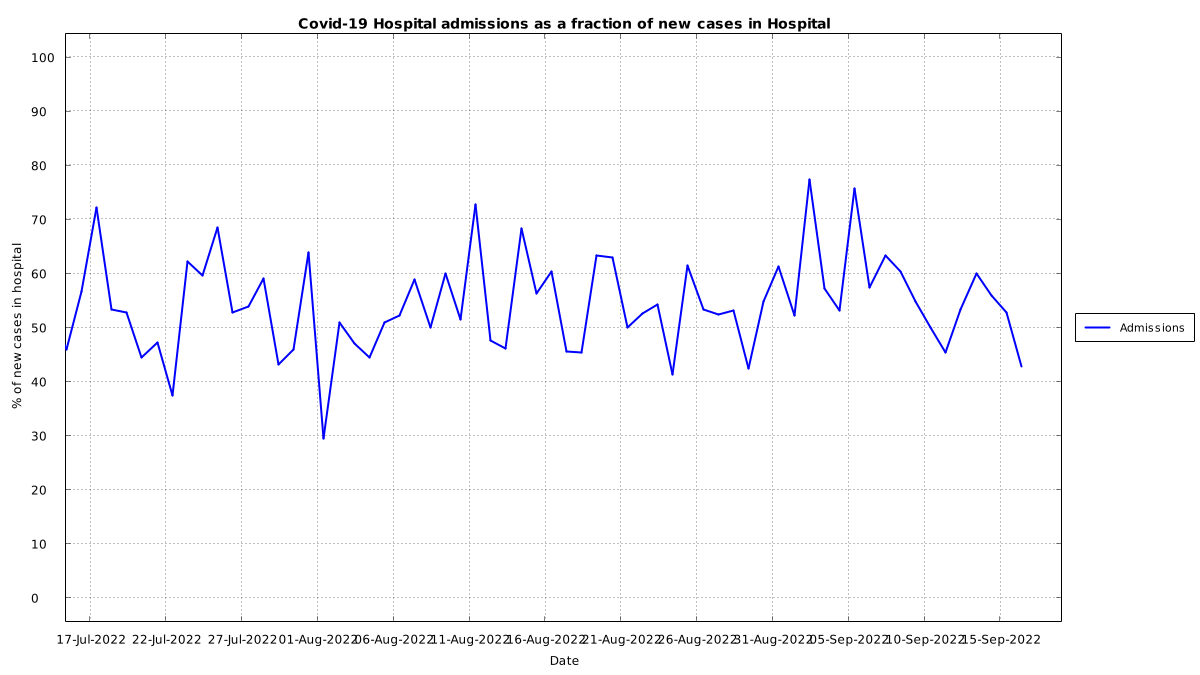 Covid-19 Hospital admissions as a fraction of new cases in Hospital
100
90
80
70
60
50
40
30
20
10
0
% of new cases in hospital
17-Jul-2022 22-Jul-2022 27-Jul-2022 01-Aug-2022 06-Aug-2022 11-Aug-2022 16-Aug-2022 21-Aug-2022 26-Aug-2022 31-Aug-2022 05-Sep-2022 10-Sep-2022 15-Sep-2022
Date
Admissions